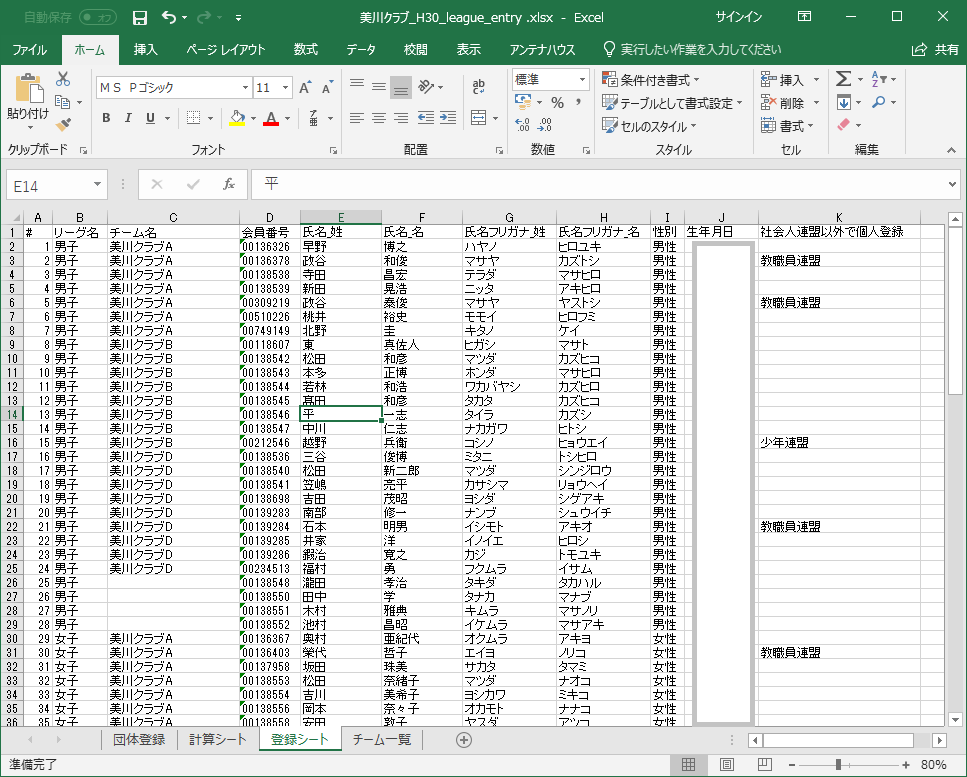 自動保存 オフ 美川クラブ_H30_league_entry .xlsx - Excel サインイン
ファイル ホーム 挿入 ページ レイアウト 数式 データ 校閲 表示 アンテナハウス 実行したい作業を入力してください 共有
貼り付け MS Pゴシック 11 標準 条件付き書式 挿入
テーブルとして書式設定 削除
B I U セルのスタイル 書式
クリップボード フォント 配置 数値 スタイル セル 編集
E14 fx 平
A B C D E F G H I J K
1 # リーグ名 チーム名 会員番号 氏名_姓 氏名_名 氏名フリガナ_姓 氏名フリガナ_名 性別 生年月日 社会人連盟以外で個人登録
2 1 男子 美川クラブA 00136326 早野 博之 ハヤノ ヒロユキ 男性
3 2 男子 美川クラブA 00136378 政谷 和俊 マサヤ カズトシ 男性 教職員連盟
4 3 男子 美川クラブA 00138538 寺田 昌宏 テラダ マサヒロ 男性
5 4 男子 美川クラブA 00138539 新田 晃浩 ニッタ アキヒロ 男性
6 5 男子 美川クラブA 00309219 政谷 泰俊 マサヤ ヤストシ 男性 教職員連盟
7 6 男子 美川クラブA 00510226 桃井 裕史 モモイ ヒロフミ 男性
8 7 男子 美川クラブA 00749149 北野 圭 キタノ ケイ 男性
9 8 男子 美川クラブB 00118607 東 真佐人 ヒガシ マサト 男性
10 9 男子 美川クラブB 00138542 松田 和彦 マツダ カズヒコ 男性
11 10 男子 美川クラブB 00138543 本多 正博 ホンダ マサヒロ 男性
12 11 男子 美川クラブB 00138544 若林 和浩 ワカバヤシ カズヒロ 男性
13 12 男子 美川クラブB 00138545 髙田 和彦 タカタ カズヒコ 男性
14 13 男子 美川クラブB 00138546 平 一志 タイラ カズシ 男性
15 14 男子 美川クラブB 00138547 中川 仁志 ナカガワ ヒトシ 男性
16 15 男子 美川クラブB 00212546 越野 兵衛 コシノ ヒョウエイ 男性 少年連盟
17 16 男子 美川クラブD 00138536 三谷 俊博 ミタニ トシヒロ 男性
18 17 男子 美川クラブD 00138540 松田 新二郎 マツダ シンジロウ 男性
19 18 男子 美川クラブD 00138541 笠嶋 亮平 カサシマ リョウヘイ 男性
20 19 男子 美川クラブD 00138698 吉田 茂昭 ヨシダ シゲアキ 男性
21 20 男子 美川クラブD 00139283 南部 修一 ナンブ シュウイチ 男性
22 21 男子 美川クラブD 00139284 石本 明男 イシモト アキオ 男性 教職員連盟
23 22 男子 美川クラブD 00139285 井家 洋 イノイエ ヒロシ 男性
24 23 男子 美川クラブD 00139286 鍜治 寛之 カジ トモユキ 男性
25 24 男子 美川クラブD 00284513 福村 勇 フクムラ イサム 男性
26 25 男子 00138548 瀧田 孝治 タキダ タカハル 男性
27 26 男子 00138550 田中 学 タナカ マナブ 男性
28 27 男子 00138551 木村 雅典 キムラ マサノリ 男性
29 28 男子 00138552 池村 昌昭 イケムラ マサアキ 男性
30 29 女子 美川クラブA 00136367 奥村 亜紀代 オクムラ アキヨ 女性
31 30 女子 美川クラブA 00136403 榮代 哲子 エイヨ ノリコ 女性 教職員連盟
32 31 女子 美川クラブA 00137958 坂田 珠美 サカタ タマミ 女性
33 32 女子 美川クラブA 00138553 松田 奈緒子 マツダ ナオコ 女性
34 33 女子 美川クラブA 00138554 吉川 美希子 ヨシカワ ミキコ 女性
35 34 女子 美川クラブA 00138556 岡本 奈々子 オカモト ナナコ 女性
36 35 女子 美川クラブA 00138558 安田 敦子 ヤスダ アツコ 女性
団体登録 計算シート 登録シート チーム一覧
準備完了 80%